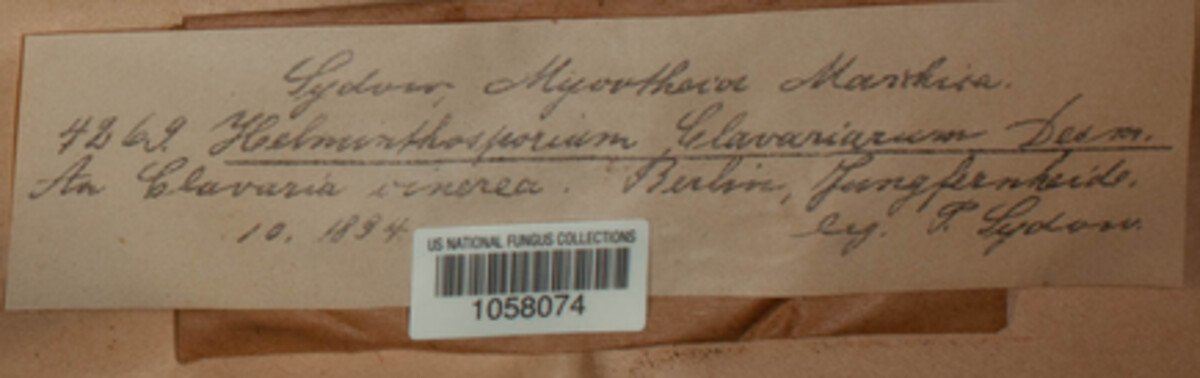 Sydow, Mycotheca Marchica.
4269. Helminthosporium Clavariarum Desm.
An Clavaria cinerea. Berlin, Jungfernheide.
10. 1894. leg. P. Sydow.
US NATIONAL FUNGUS COLLECTIONS
1058074